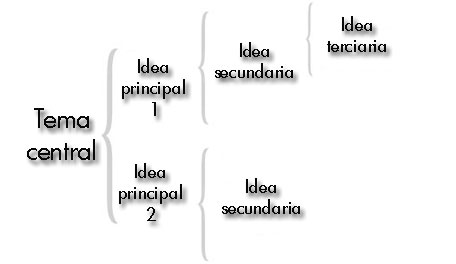 Tema
central
Idea
principal
1
Idea
secundaria
Idea
terciaria
Idea
principal
2
Idea
secundaria